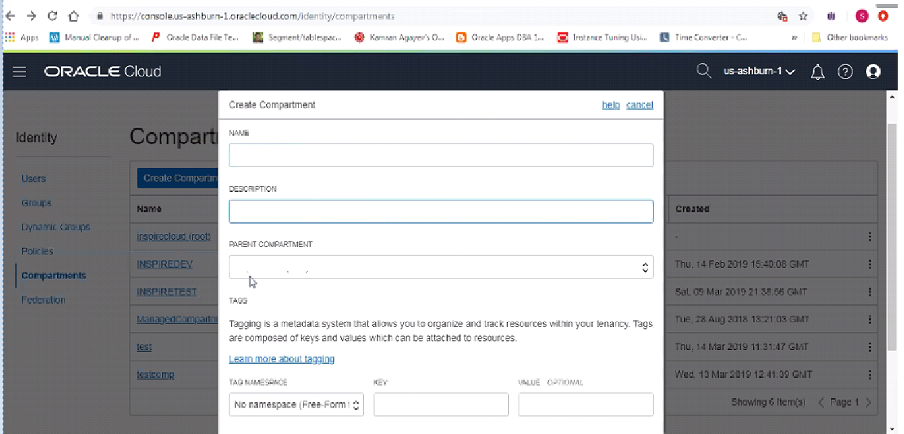 https://console.us-ashburn-1.oraclecloud.com/identity/compartments
Apps Manual Cleanup of ... Oracle Data File Te... Segment/tablespac... Kamran Agayev's O... Oracle Apps DBA 1... Instance Tuning Usi... Time Converter - C... » Other bookmarks
ORACLE Cloud us-ashburn-1
Create Compartment help cancel
Identity
Compartm
NAME
Users
Create Compartme
Groups
DESCRIPTION
Name
Created
Dynamic Groups
inspirecloud (root) -
PARENT COMPARTMENT
Policies
INSPIREDEV Thu, 14 Feb 2019 15:40:08 GMT
Compartments
INSPIRETEST Sat, 09 Mar 2019 21:38:56 GMT
Federation
TAGS
ManagedCompartm Tue, 28 Aug 2018 13:21:03 GMT
Tagging is a metadata system that allows you to organize and track resources within your tenancy. Tags
are composed of keys and values which can be attached to resources.
test Thu, 14 Mar 2019 11:31:47 GMT
Learn more about tagging
testcomp Wed, 13 Mar 2019 12:41:39 GMT
TAG NAMESPACE KEY VALUE OPTIONAL
No namespace (Free-Form
Showing 6 Item(s) < Page 1 >